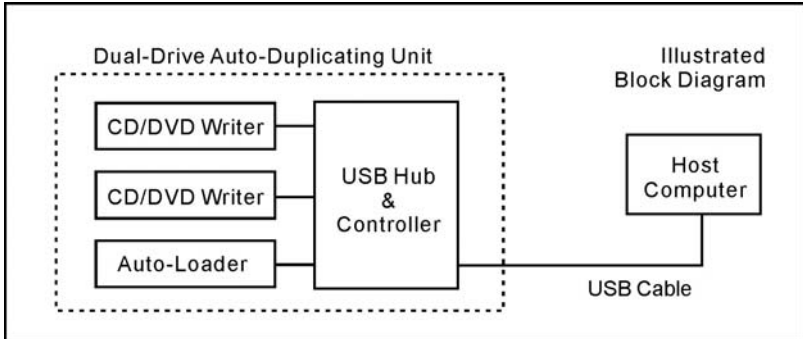 Dual-Drive Auto-Duplicating Unit
Illustrated
Block Diagram
CD/DVD Writer
CD/DVD Writer
Auto-Loader
USB Hub
&
Controller
Host
Computer
USB Cable